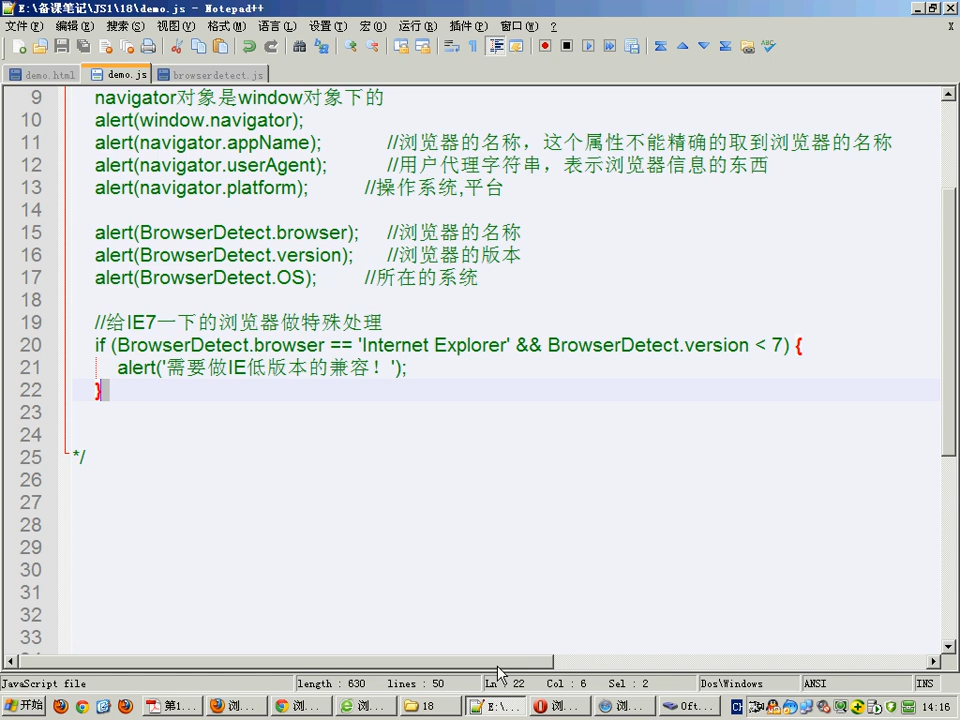 E:\备课笔记\JS1\18\demo.js - Notepad++
文件(F) 编辑(E) 搜索(S) 视图(V) 格式(M) 语言(L) 设置(T) 宏(O) 运行(R) 插件(P) 窗口(W) ? X
demo.html demo.js browserdetect.js
9 navigator对象是window对象下的
10 alert(window.navigator);
11 alert(navigator.appName); //浏览器的名称，这个属性不能精确的取到浏览器的名称
12 alert(navigator.userAgent); //用户代理字符串，表示浏览器信息的东西
13 alert(navigator.platform); //操作系统,平台
14
15 alert(BrowserDetect.browser); //浏览器的名称
16 alert(BrowserDetect.version); //浏览器的版本
17 alert(BrowserDetect.OS); //所在的系统
18
19 //给IE7一下的浏览器做特殊处理
20 if (BrowserDetect.browser == 'Internet Explorer' && BrowserDetect.version < 7) {
21 alert('需要做IE低版本的兼容！');
22 }
23
24
25 */
26
27
28
29
30
31
32
33
JavaScript file length : 630 lines : 50 Ln : 22 Col : 6 Sel : 2 Dos\Windows ANSI INS
开始 第1... 浏... 浏... 浏... 18 E:\... 浏... 浏... Oft... 14:16